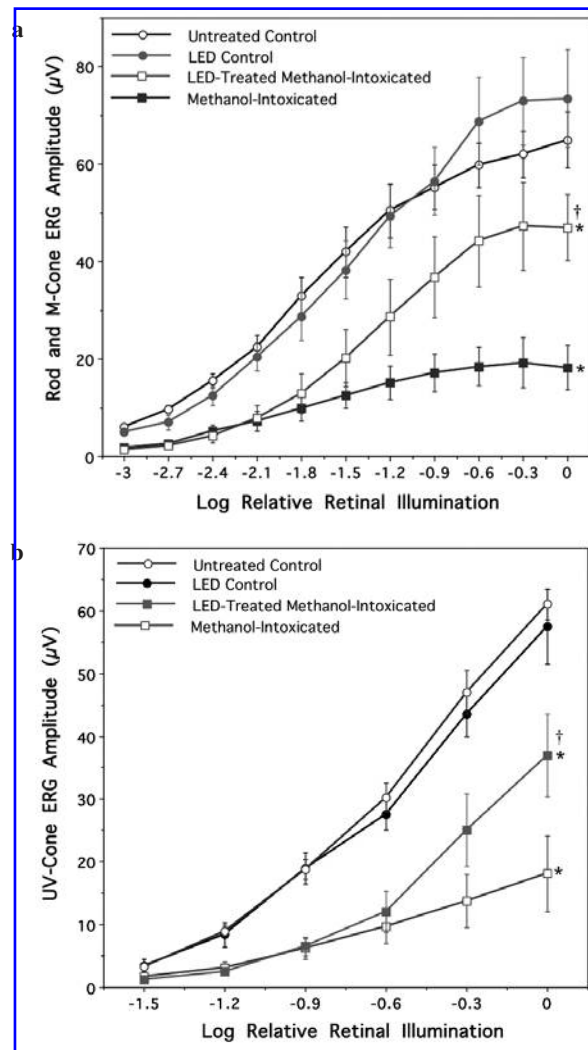 a
Untreated Control
LED Control
LED-Treated Methanol-Intoxicated
Methanol-Intoxicated
Rod and M-Cone ERG Amplitude (µV)
80
60
40
20
0
†
*
*
-3 -2.7 -2.4 -2.1 -1.8 -1.5 -1.2 -0.9 -0.6 -0.3 0
Log Relative Retinal Illumination
b
Untreated Control
LED Control
LED-Treated Methanol-Intoxicated
Methanol-Intoxicated
UV-Cone ERG Amplitude (µV)
70
60
50
40
30
20
10
0
†
*
*
-1.5 -1.2 -0.9 -0.6 -0.3 0
Log Relative Retinal Illumination